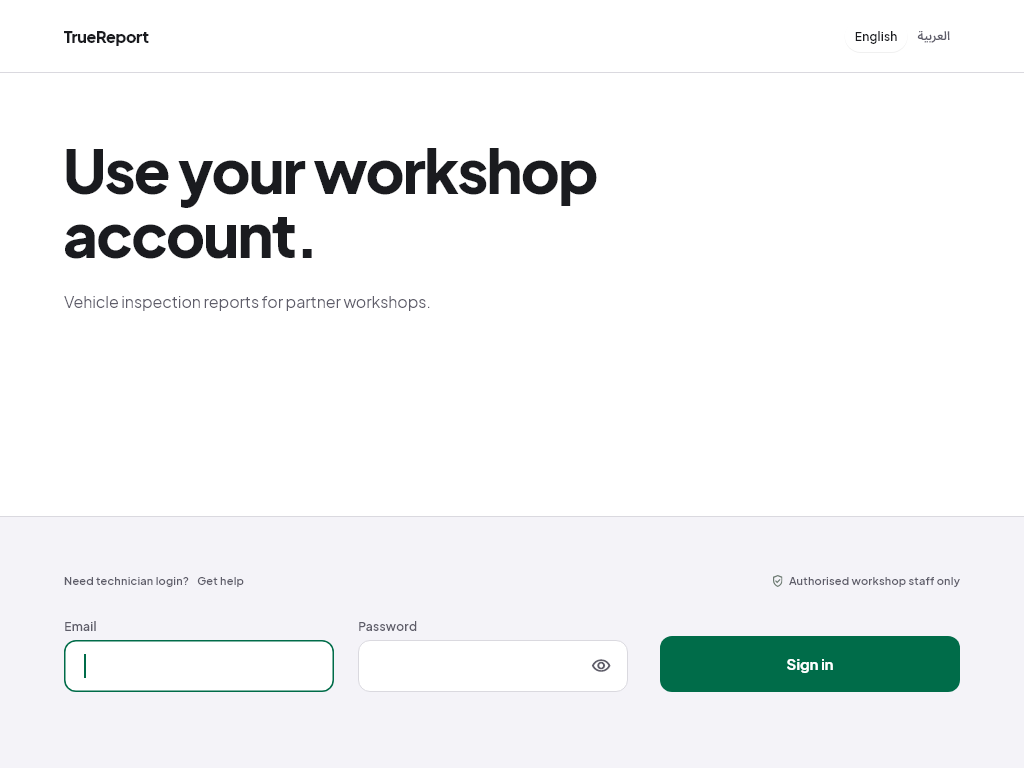 TrueReport
English العربية
Use your workshop
account.
Vehicle inspection reports for partner workshops.
Need technician login? Get help
Authorised workshop staff only
Email
Password
Sign in